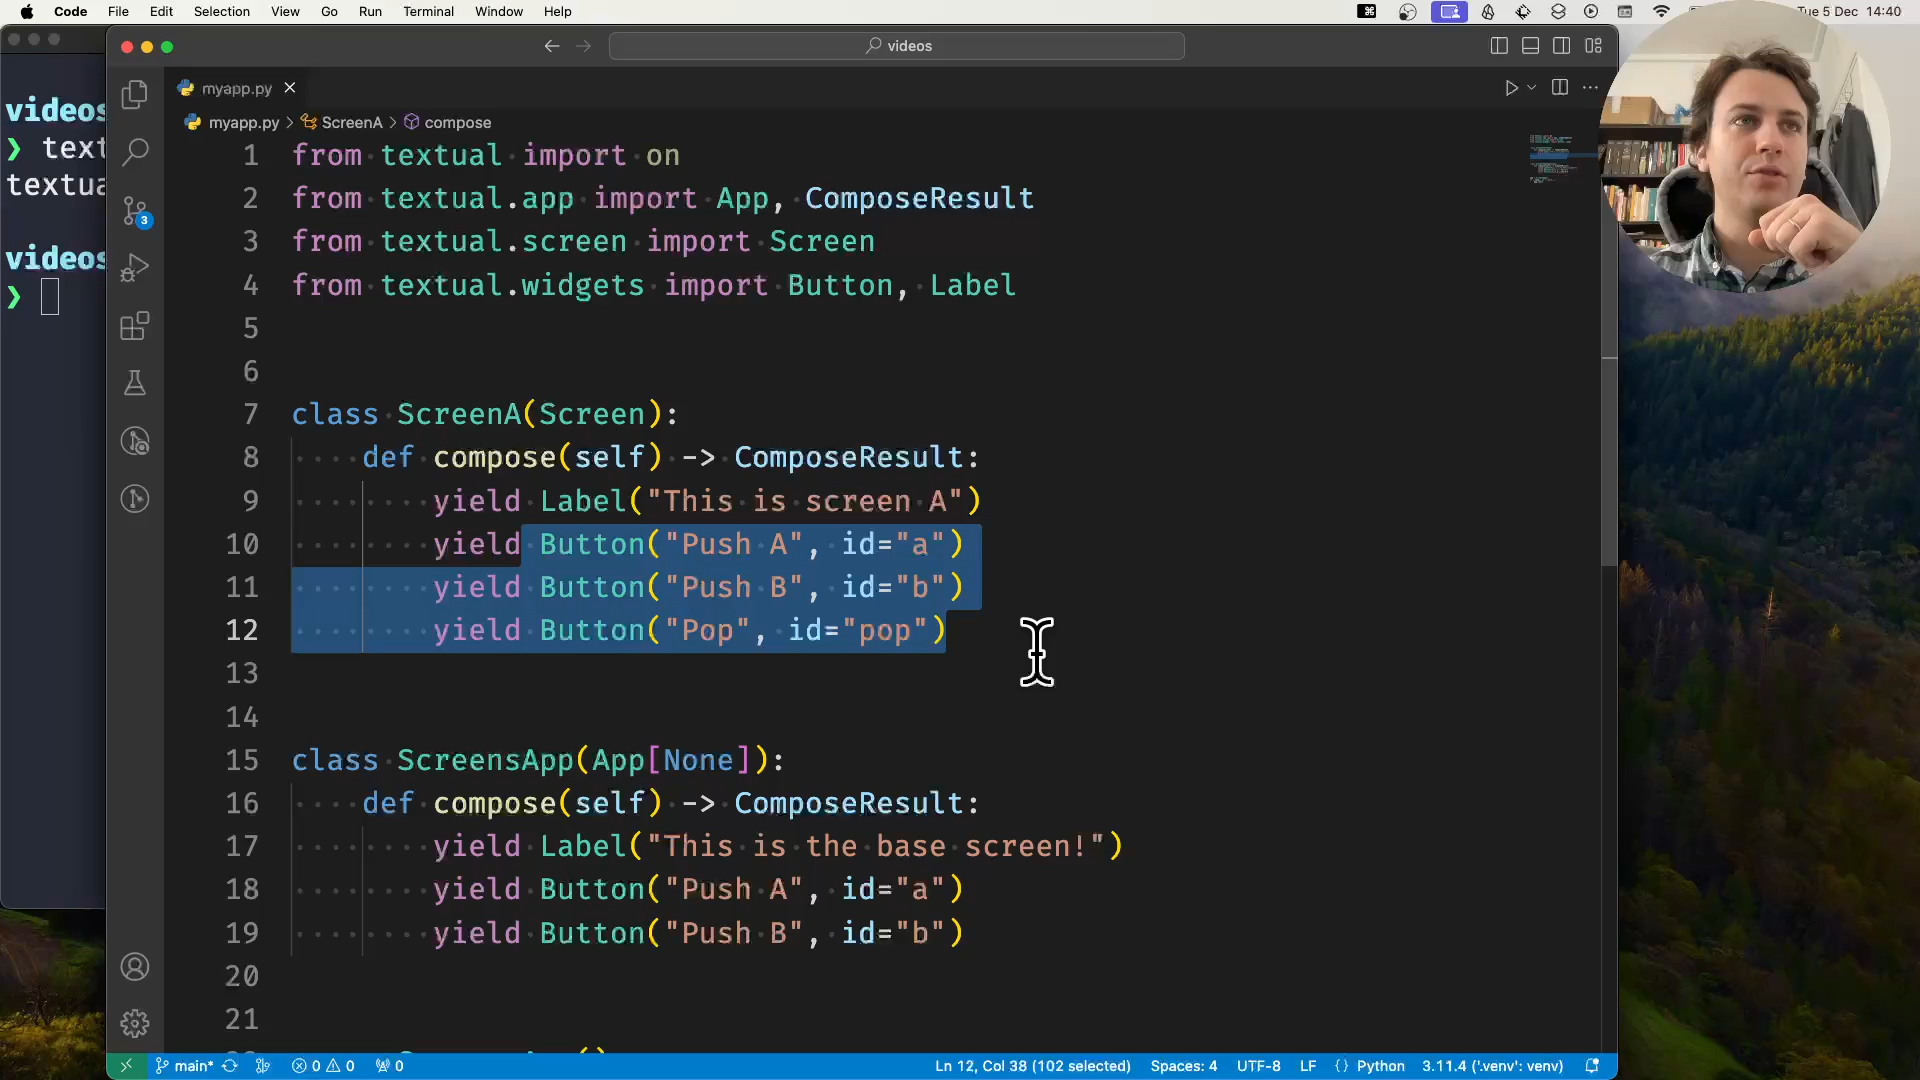 Code File Edit Selection View Go Run Terminal Window Help
Tue 5 Dec 14:40
videos
myapp.py
myapp.py > ScreenA > compose
videos
❯ text
textua
videos
❯
1 from textual import on
2 from textual.app import App, ComposeResult
3 from textual.screen import Screen
4 from textual.widgets import Button, Label
5
6
7 class ScreenA(Screen):
8 def compose(self) -> ComposeResult:
9 yield Label("This is screen A")
10 yield Button("Push A", id="a")
11 yield Button("Push B", id="b")
12 yield Button("Pop", id="pop")
13
14
15 class ScreensApp(App[None]):
16 def compose(self) -> ComposeResult:
17 yield Label("This is the base screen!")
18 yield Button("Push A", id="a")
19 yield Button("Push B", id="b")
20
21
3
main* 0 0 0 Ln 12, Col 38 (102 selected) Spaces: 4 UTF-8 LF {} Python 3.11.4 ('.venv': venv)